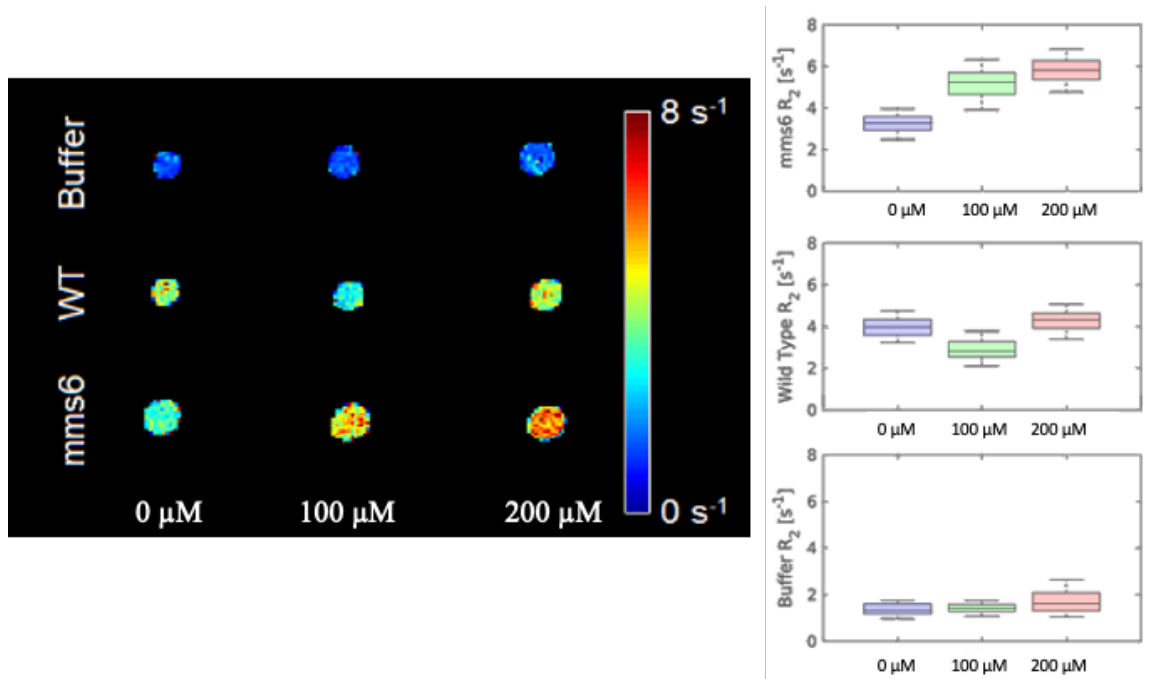 Buffer
WT
mms6
0 µM
100 µM
200 µM
8 s⁻¹
0 s⁻¹
mms6 R₂ [s⁻¹]
8
6
4
2
0
0 µM
100 µM
200 µM
Wild Type R₂ [s⁻¹]
8
6
4
2
0
0 µM
100 µM
200 µM
Buffer R₂ [s⁻¹]
8
6
4
2
0
0 µM
100 µM
200 µM